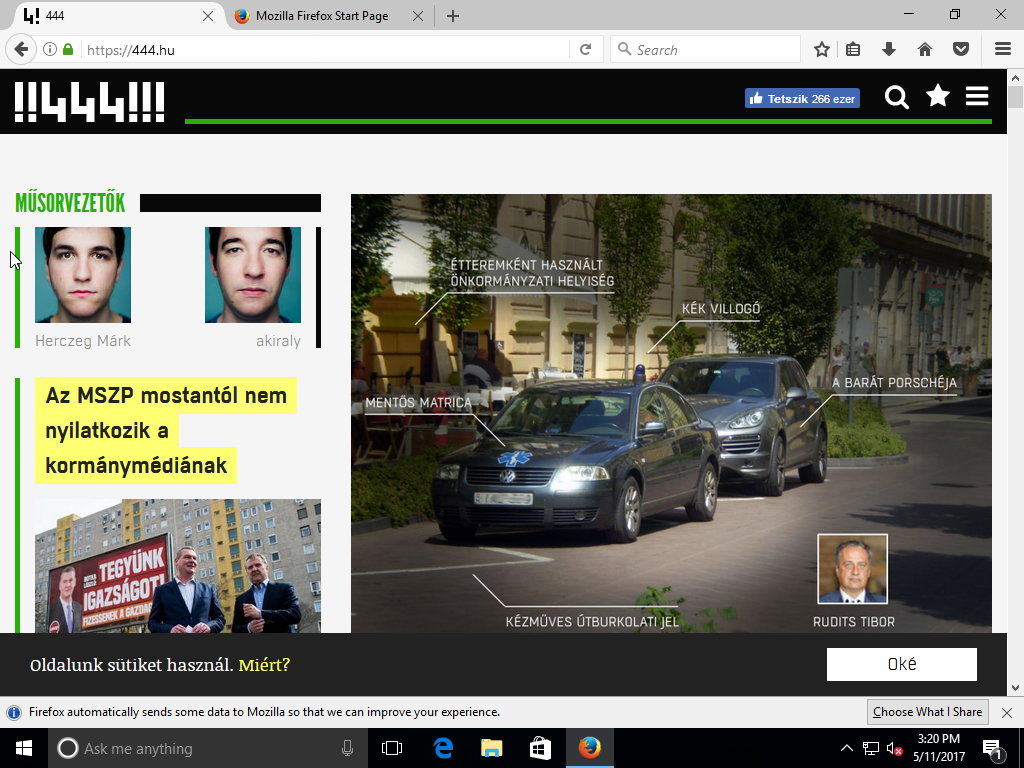 444
Mozilla Firefox Start Page
https://444.hu
Search
!!444!!!
Tetszik 266 ezer
MŰSORVEZETŐK
Herczeg Márk
akiraly
Az MSZP mostantól nem
nyilatkozik a
kormánymédiának
TEGYÜNK
IGAZSÁGOT!
ÉTTEREMKÉNT HASZNÁLT
ÖNKORMÁNYZATI HELYISÉG
KÉK VILLOGÓ
A BARÁT PORSCHÉJA
MENTŐS MATRICA
KÉZMŰVES ÚTBURKOLATI JEL
RUDITS TIBOR
Oldalunk sütiket használ. Miért?
Oké
Firefox automatically sends some data to Mozilla so that we can improve your experience.
Choose What I Share
Ask me anything
3:20 PM
5/11/2017
1